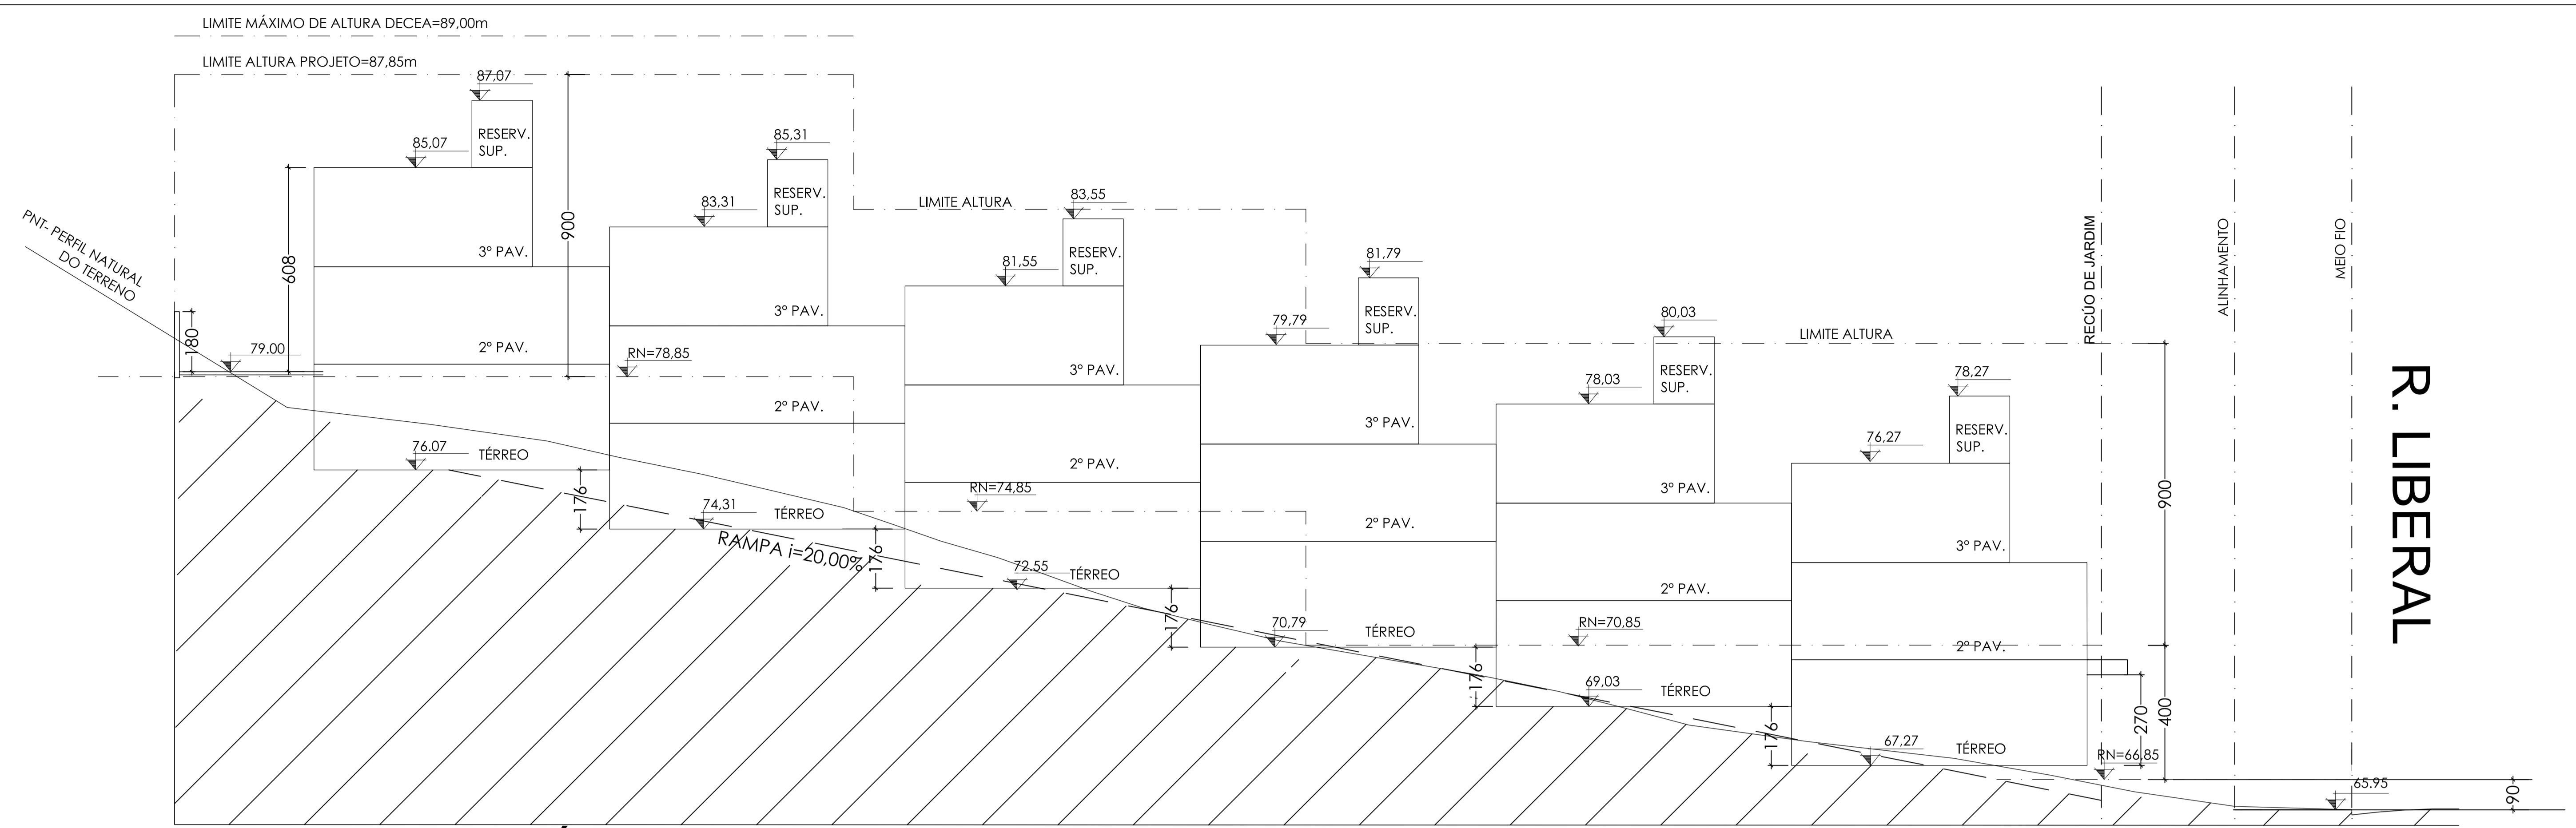 LIMITE MÁXIMO DE ALTURA DECEA=89,00m
LIMITE ALTURA PROJETO=87,85m
87,07
RESERV.
SUP.
85,07
608
900
3º PAV.
2º PAV.
PNT- PERFIL NATURAL
DO TERRENO
180
79.00
76.07
TÉRREO
176
85,31
RESERV.
SUP.
83,31
3º PAV.
RN=78,85
2º PAV.
74,31
TÉRREO
RAMPA i=20,00%
176
LIMITE ALTURA
83,55
RESERV.
SUP.
81,55
3º PAV.
2º PAV.
RN=74,85
72.55
TÉRREO
176
81,79
RESERV.
SUP.
79,79
3º PAV.
2º PAV.
70,79
TÉRREO
176
80,03
RESERV.
SUP.
78,03
3º PAV.
2º PAV.
RN=70,85
69,03
TÉRREO
176
LIMITE ALTURA
78,27
RESERV.
SUP.
76,27
3º PAV.
2º PAV.
67,27
TÉRREO
RECÚO DE JARDIM
ALINHAMENTO
MEIO FIO
900
400
270
RN=66,85
65.95
90
R. LIBERAL